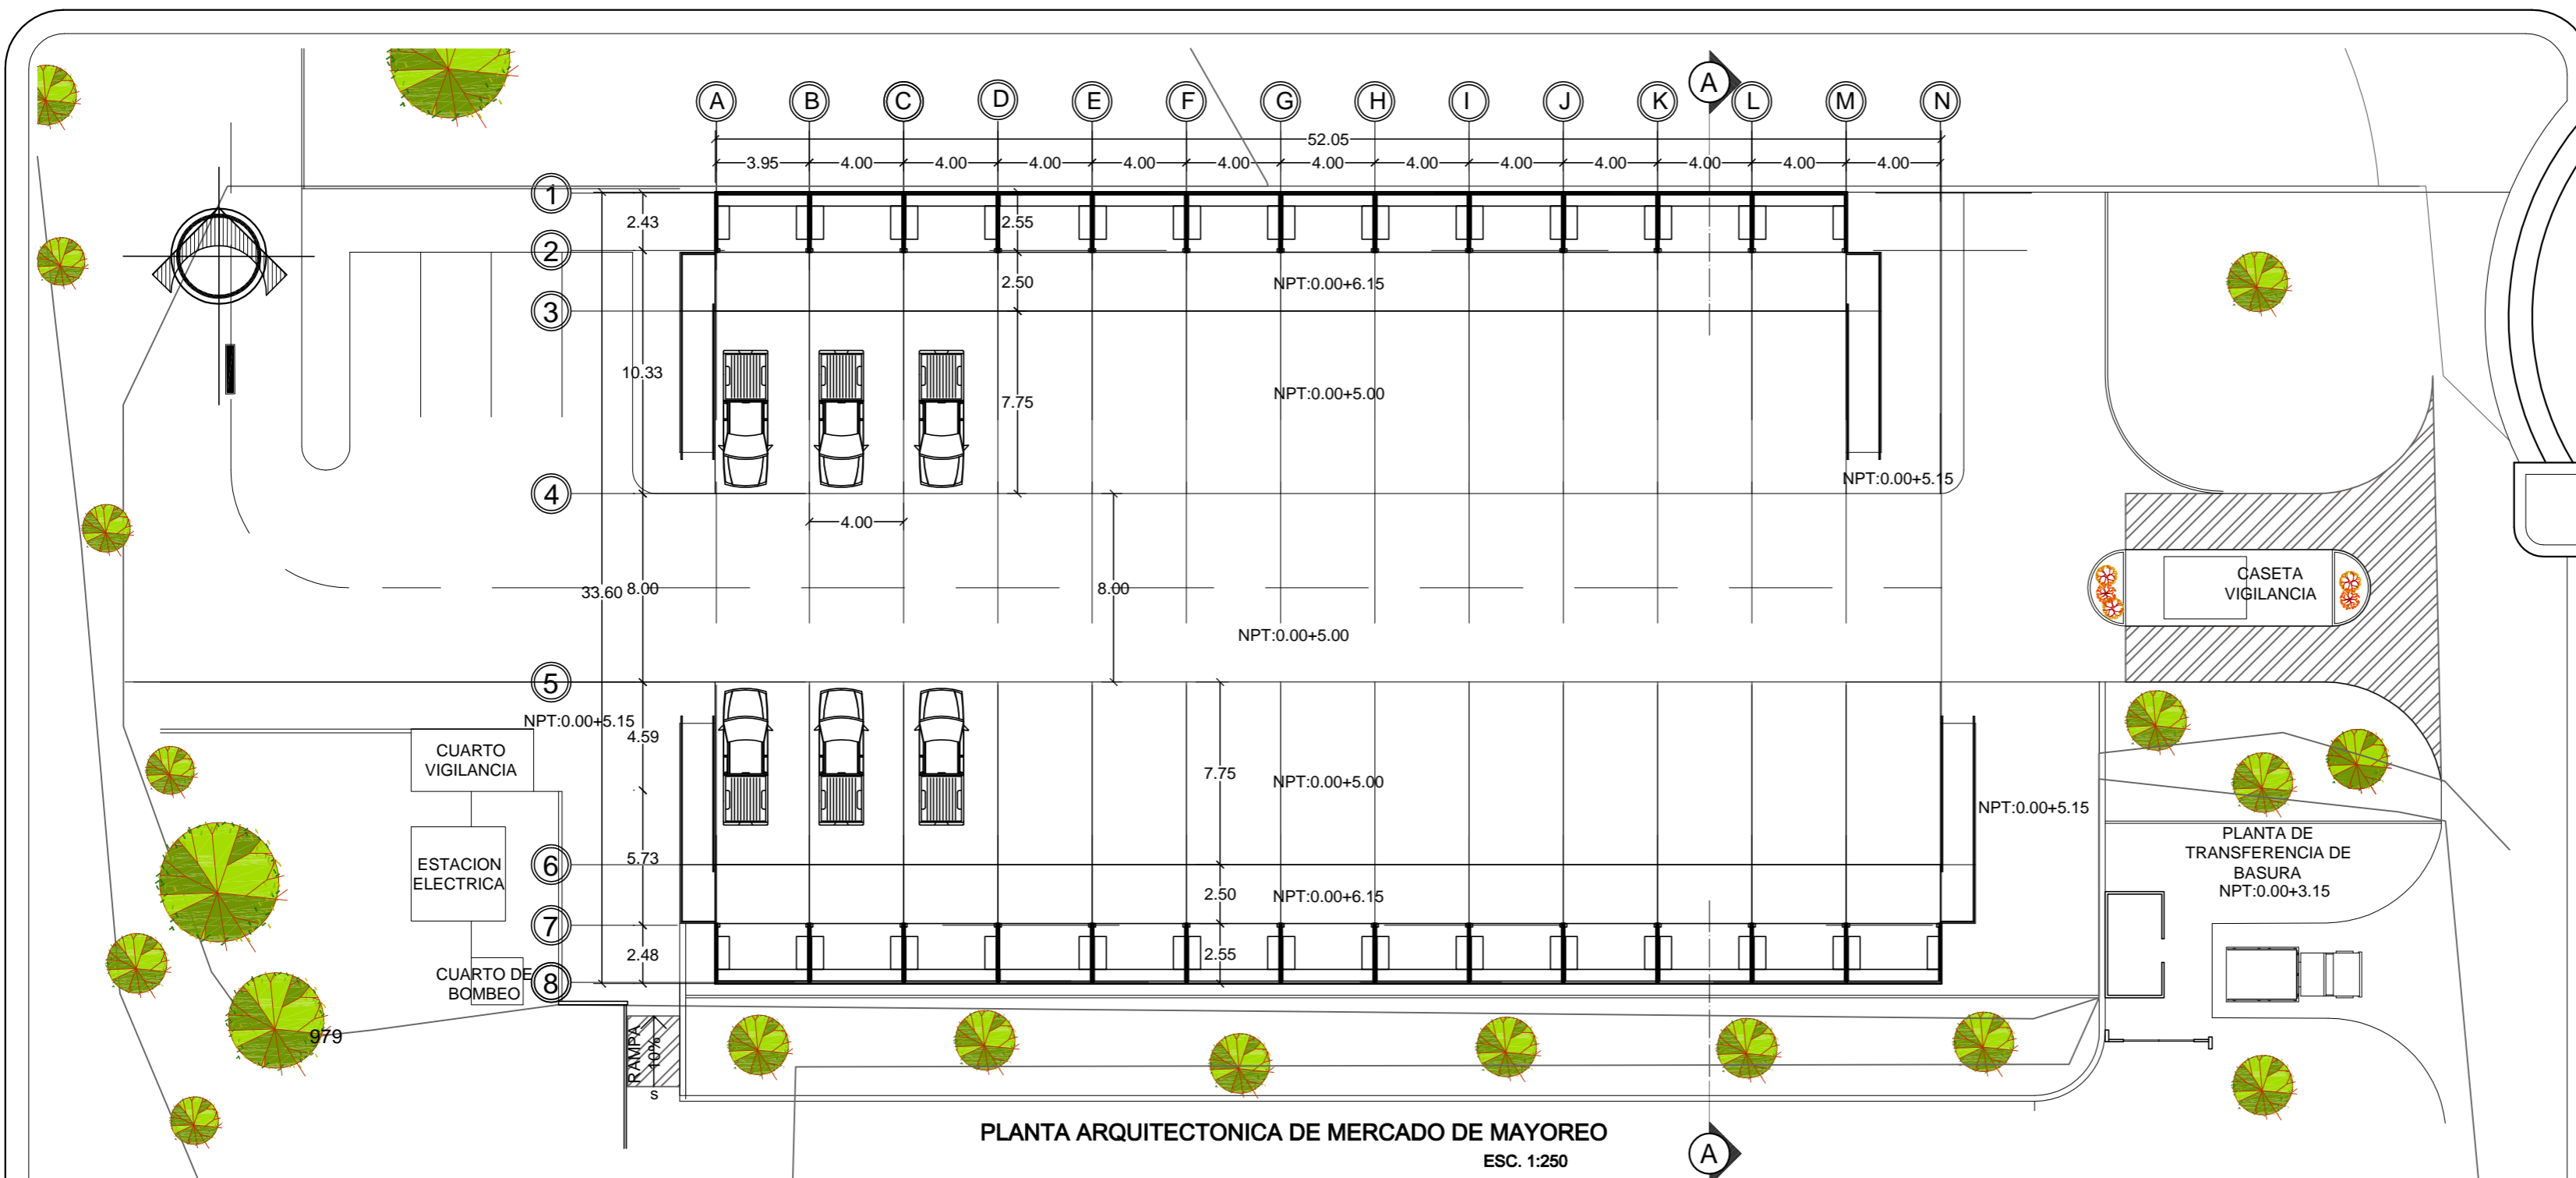 A
A B C D E F G H I J K L M N
52.05
3.95 4.00 4.00 4.00 4.00 4.00 4.00 4.00 4.00 4.00 4.00 4.00 4.00
1
2.43
2.55
2
2.50
NPT:0.00+6.15
3
10.33
7.75
NPT:0.00+5.00
NPT:0.00+5.15
4
4.00
33.60
8.00
8.00
CASETA
VIGILANCIA
NPT:0.00+5.00
5
NPT:0.00+5.15
4.59
CUARTO
VIGILANCIA
7.75
NPT:0.00+5.00
NPT:0.00+5.15
PLANTA DE
TRANSFERENCIA DE
BASURA
NPT:0.00+3.15
ESTACION
ELECTRICA
6
5.73
2.50
NPT:0.00+6.15
7
2.48
2.55
CUARTO DE
BOMBEO
8
979
RAMPA
10%
s
PLANTA ARQUITECTONICA DE MERCADO DE MAYOREO
ESC. 1:250
A